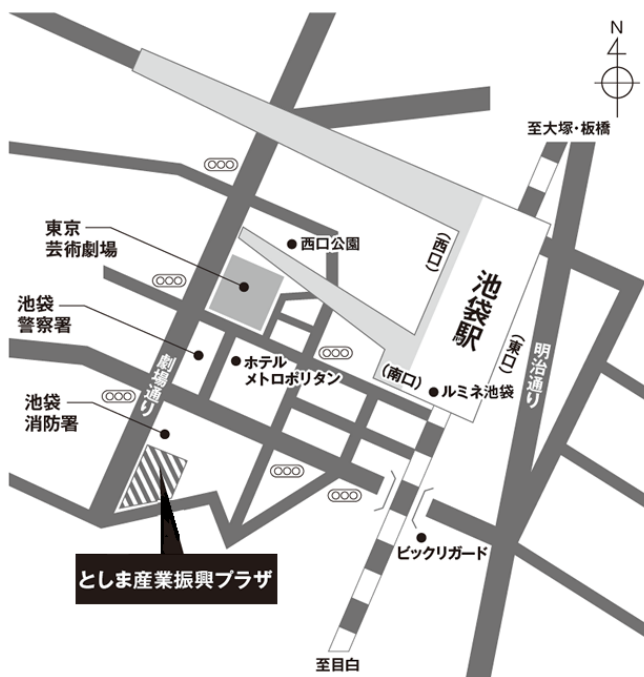 N
至大塚・板橋
東京
芸術劇場
西口公園
(西口)
池袋駅
(東口)
明治通り
池袋
警察署
ホテル
メトロポリタン
(南口)
ルミネ池袋
劇場通り
池袋
消防署
ビックリガード
としま産業振興プラザ
至目白